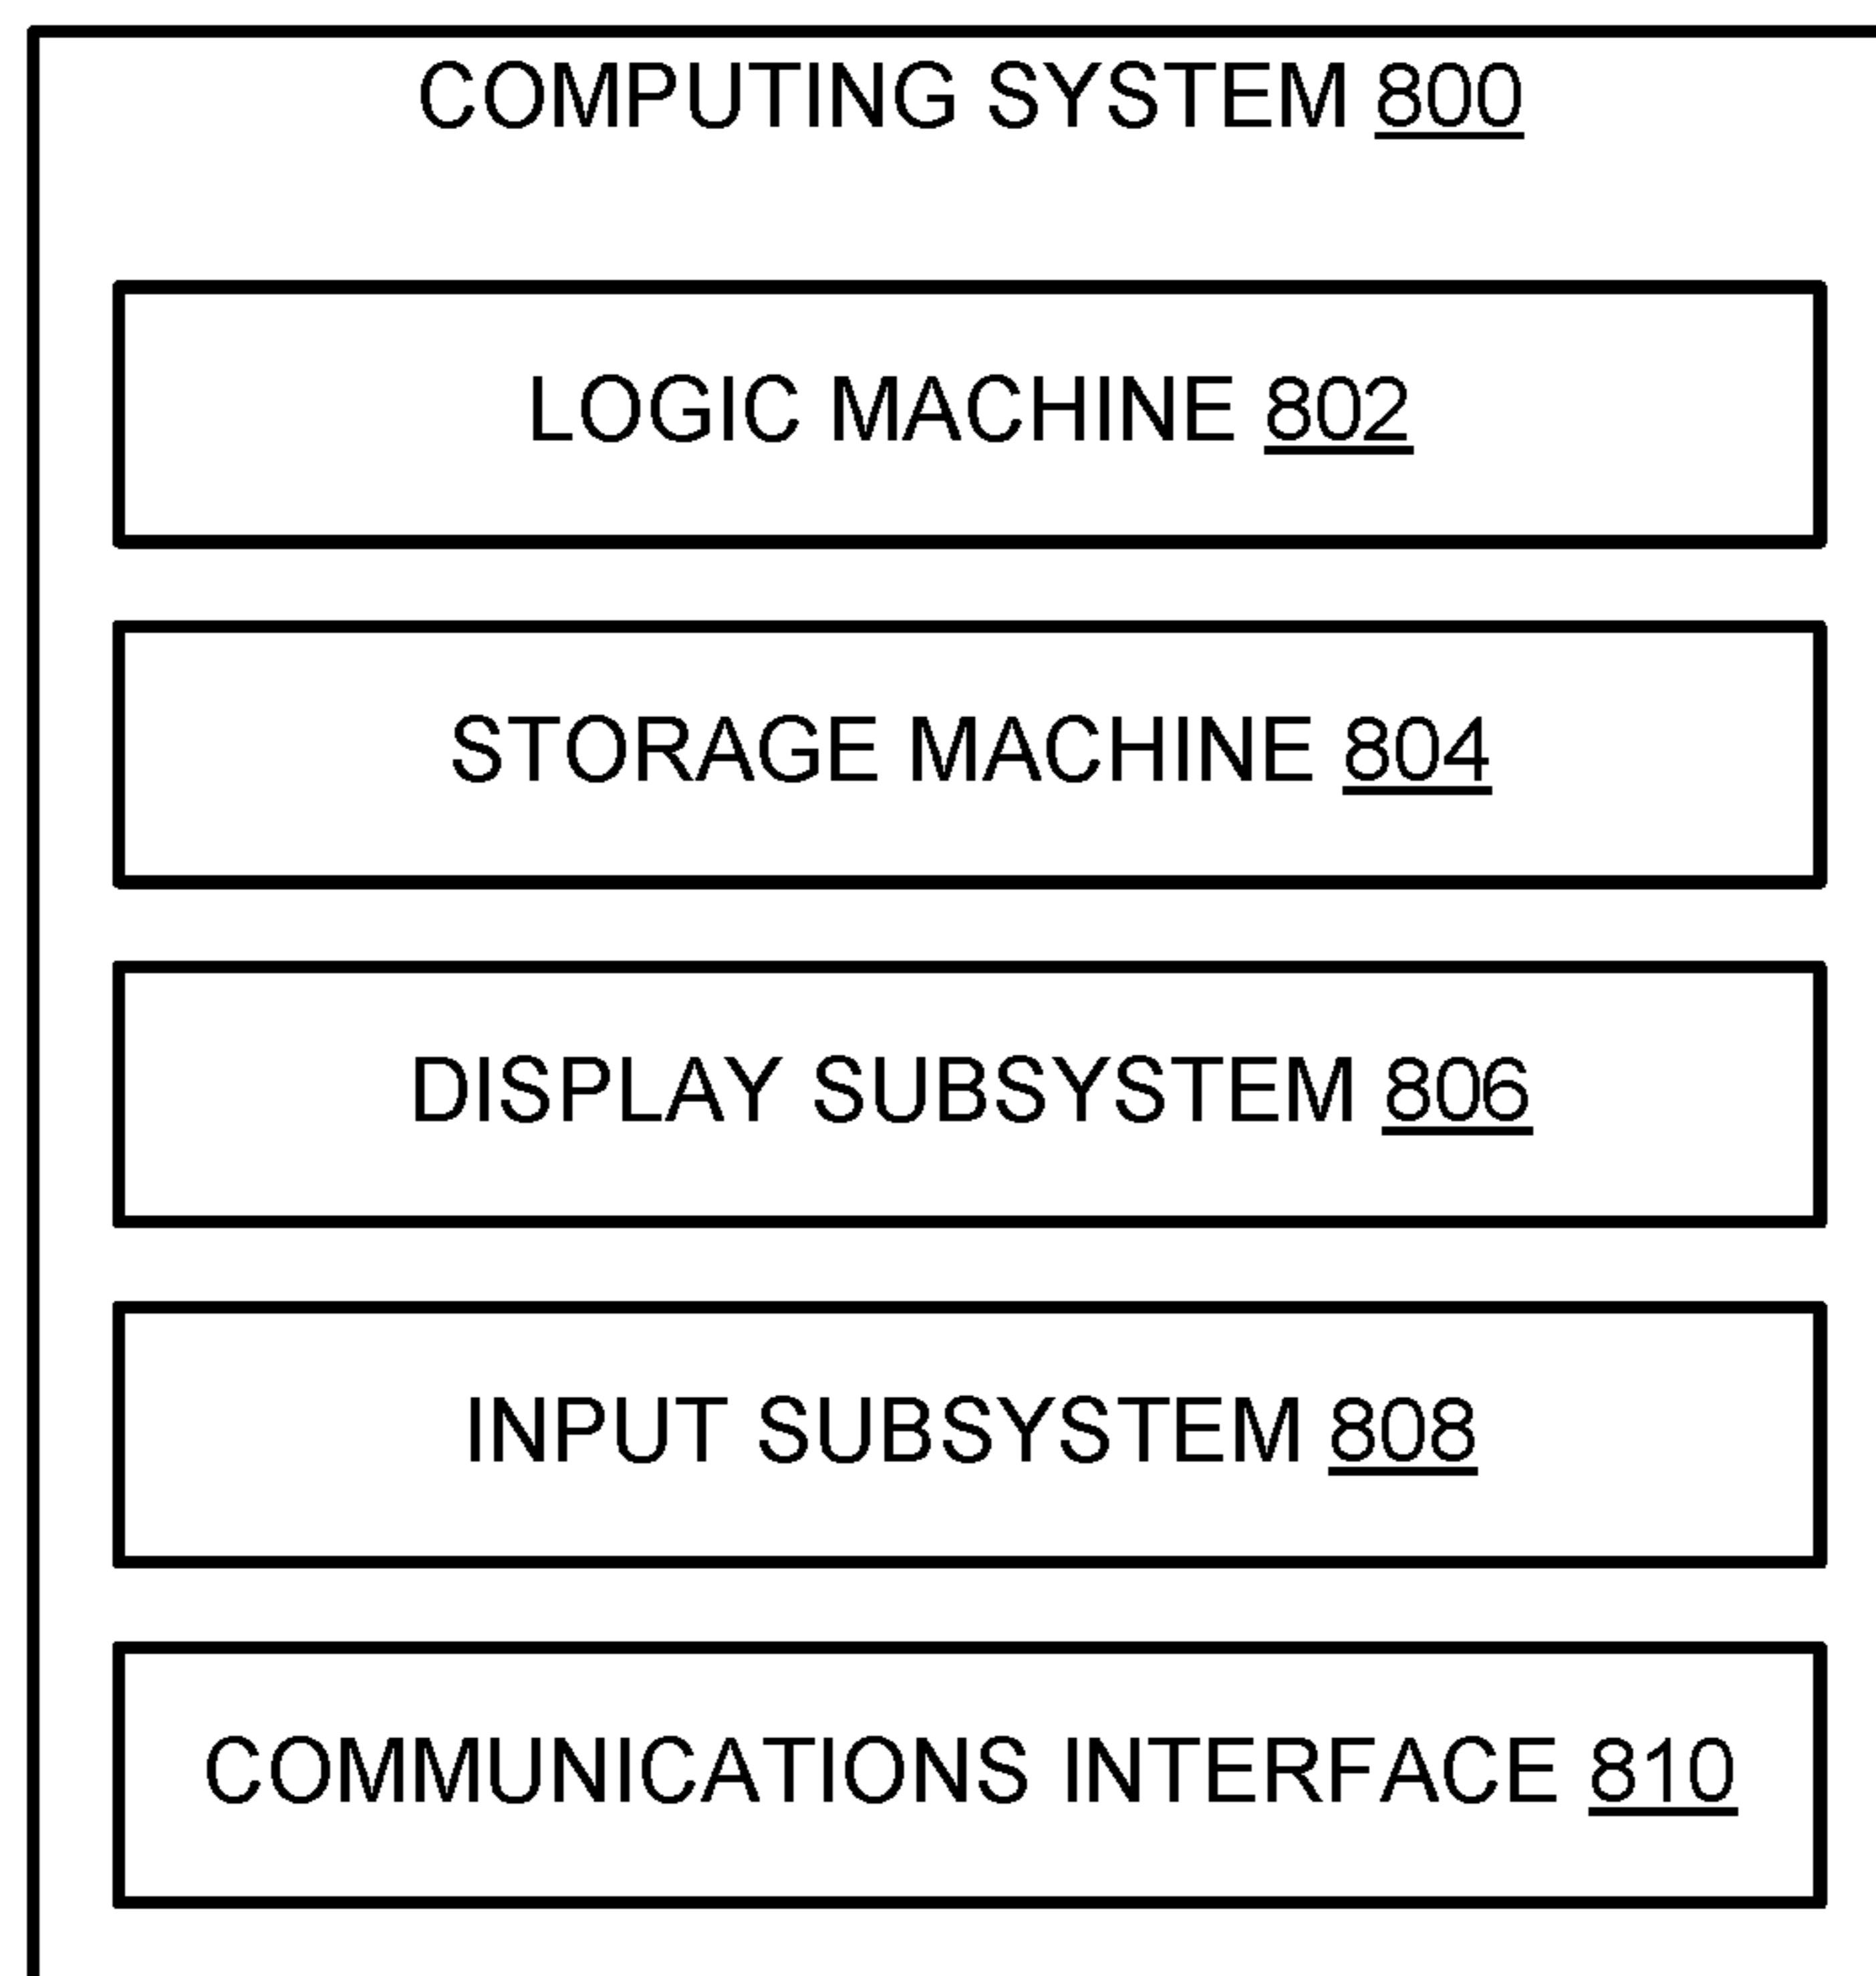 COMPUTING SYSTEM 800
LOGIC MACHINE 802
STORAGE MACHINE 804
DISPLAY SUBSYSTEM 806
INPUT SUBSYSTEM 808
COMMUNICATIONS INTERFACE 810